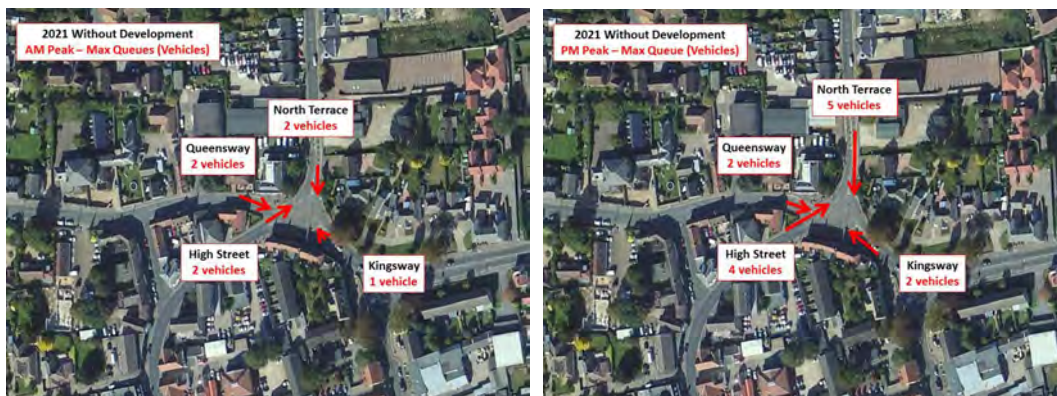 2021 Without Development
AM Peak – Max Queues (Vehicles)
North Terrace
2 vehicles
Queensway
2 vehicles
High Street
2 vehicles
Kingsway
1 vehicle
2021 Without Development
PM Peak – Max Queue (Vehicles)
North Terrace
5 vehicles
Queensway
2 vehicles
High Street
4 vehicles
Kingsway
2 vehicles